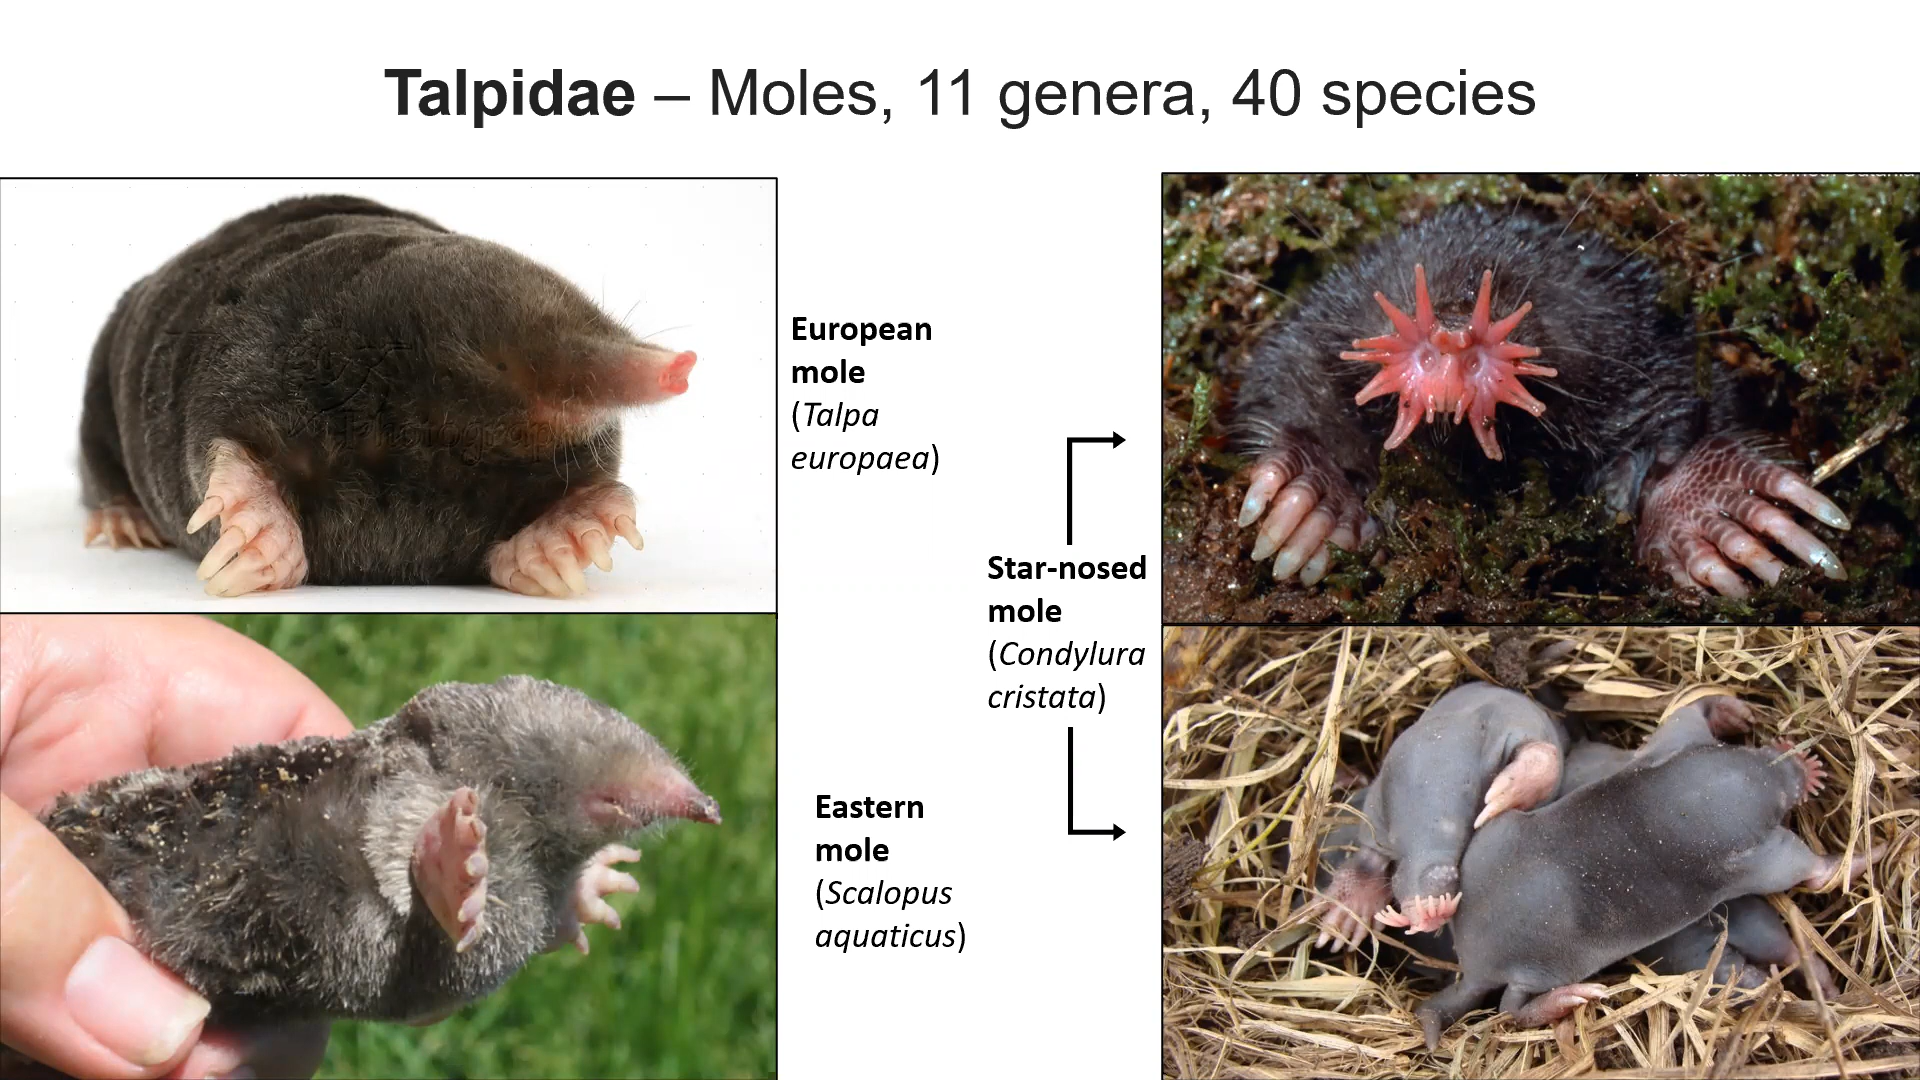 Talpidae – Moles, 11 genera, 40 species
European
mole
(Talpa
europaea)
Star-nosed
mole
(Condylura
cristata)
Eastern
mole
(Scalopus
aquaticus)